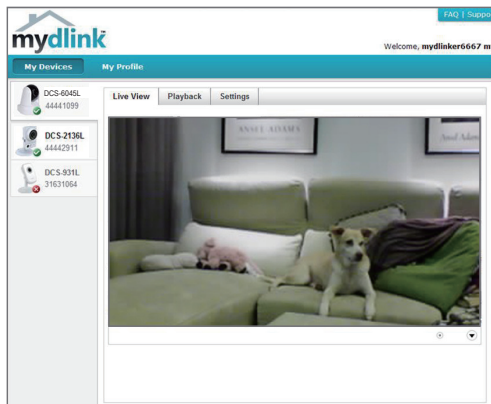 FAQ | Suppo
mydlink
Welcome, mydlinker6667 m
My Devices
My Profile
DCS-6045L
44441099
DCS-2136L
44442911
DCS-931L
31631064
Live View
Playback
Settings
ANSEL ADAMS
Ansel Adams